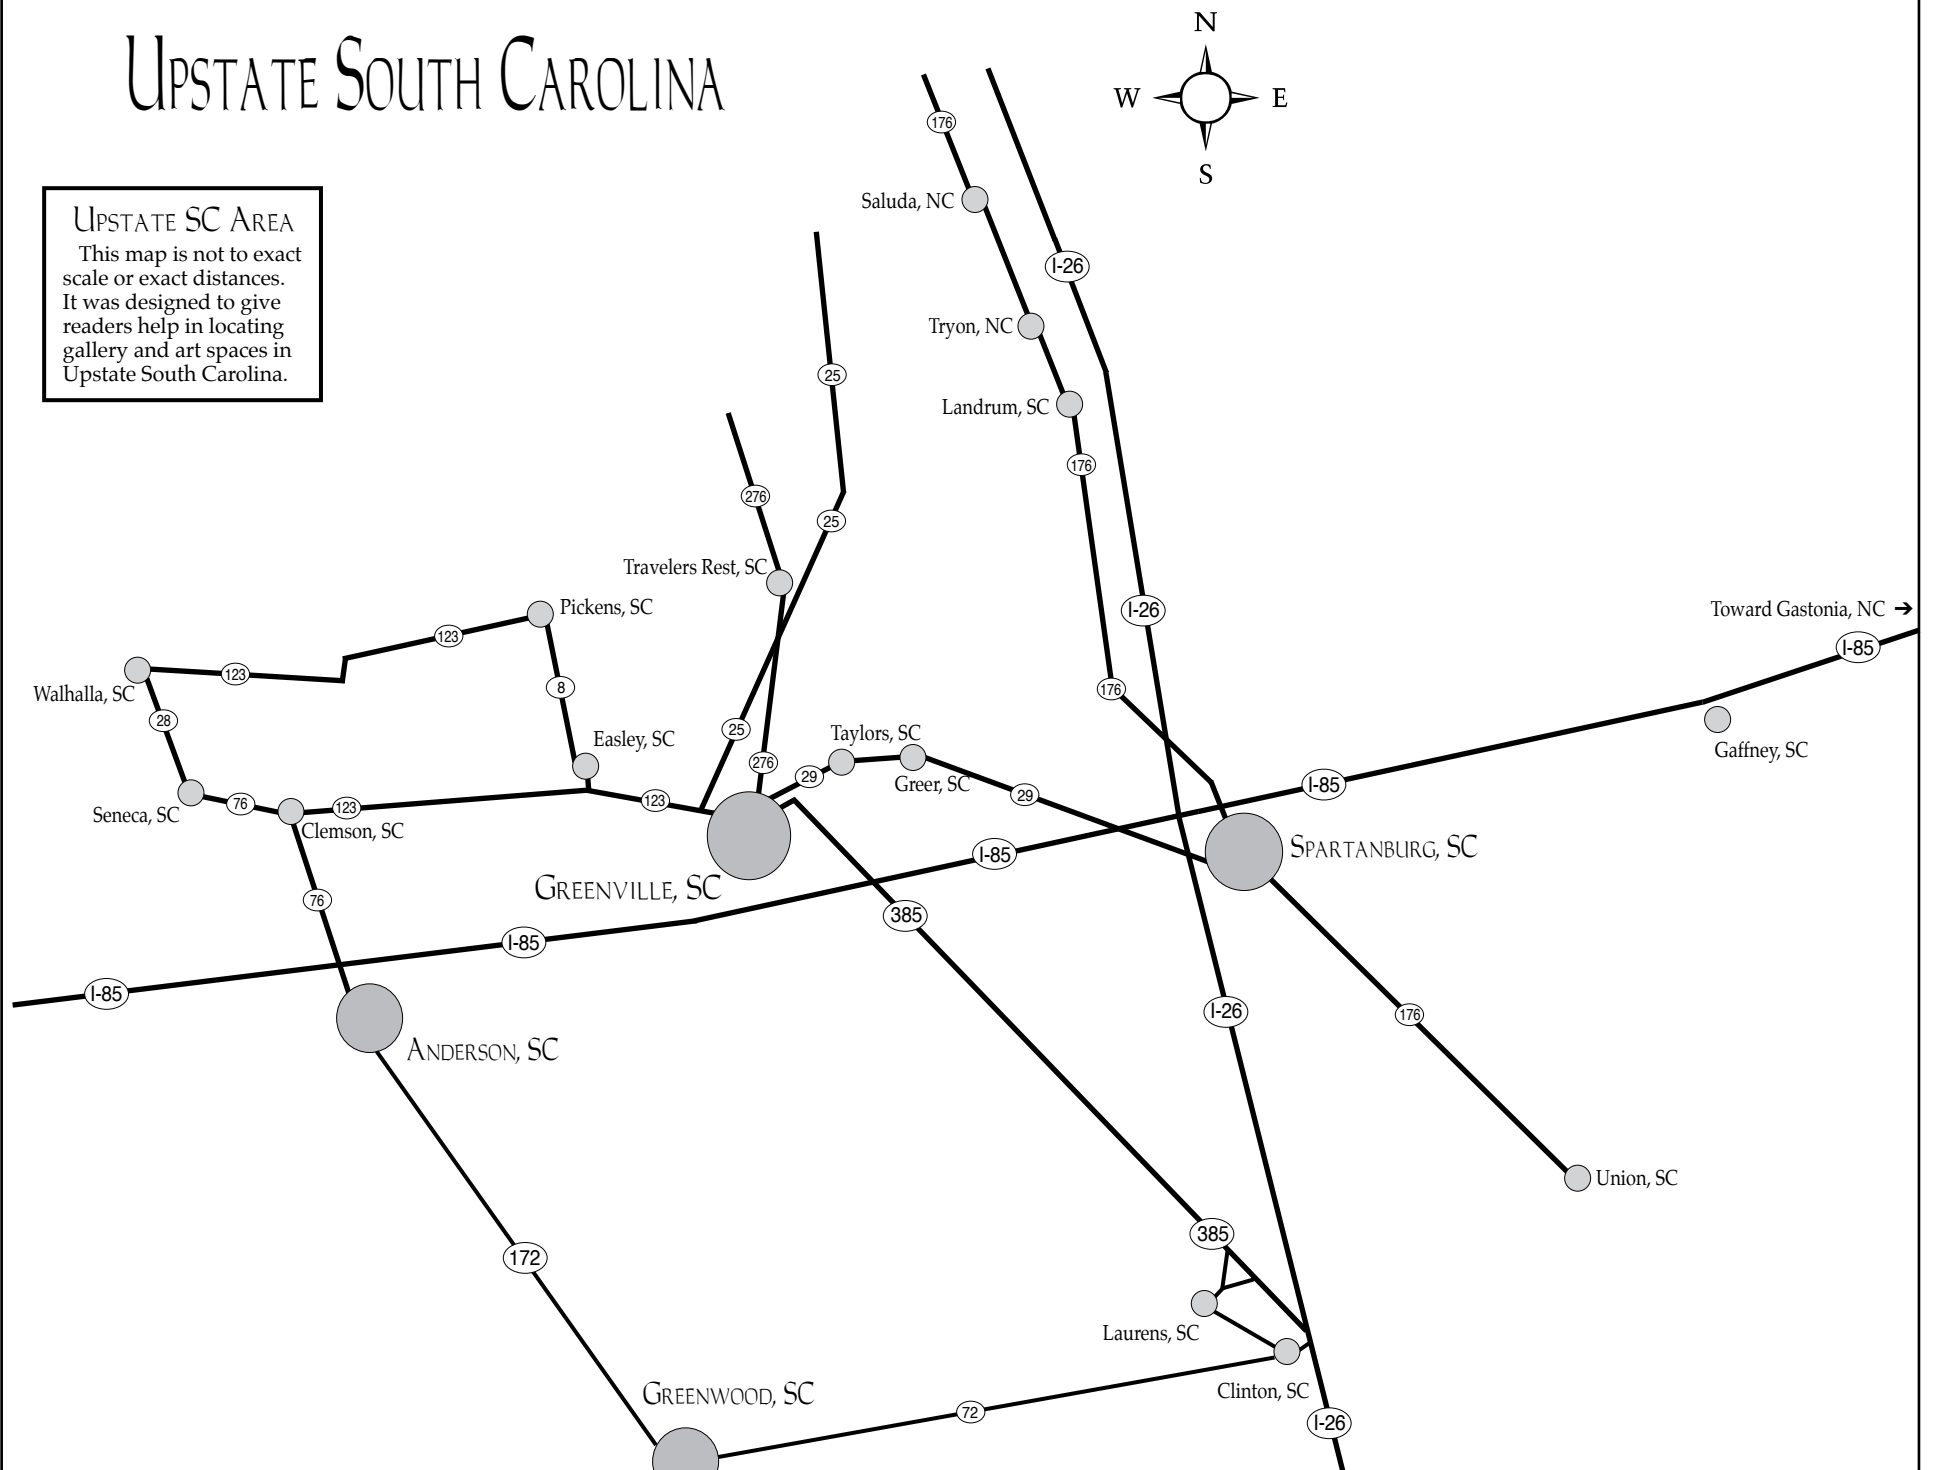 UPSTATE SOUTH CAROLINA
N
W E
S
UPSTATE SC AREA
This map is not to exact
scale or exact distances.
It was designed to give
readers help in locating
gallery and art spaces in
Upstate South Carolina.
176
Saluda, NC
I-26
Tryon, NC
25
Landrum, SC
176
276
25
Travelers Rest, SC
Pickens, SC
I-26
Toward Gastonia, NC ➔
123
I-85
123
Walhalla, SC
8
176
28
25
Taylors, SC
Easley, SC
Gaffney, SC
276
29
Greer, SC
I-85
29
Seneca, SC
76
123
123
Clemson, SC
SPARTANBURG, SC
I-85
GREENVILLE, SC
76
385
I-85
I-85
I-26
176
ANDERSON, SC
Union, SC
385
172
Laurens, SC
GREENWOOD, SC
Clinton, SC
72
I-26